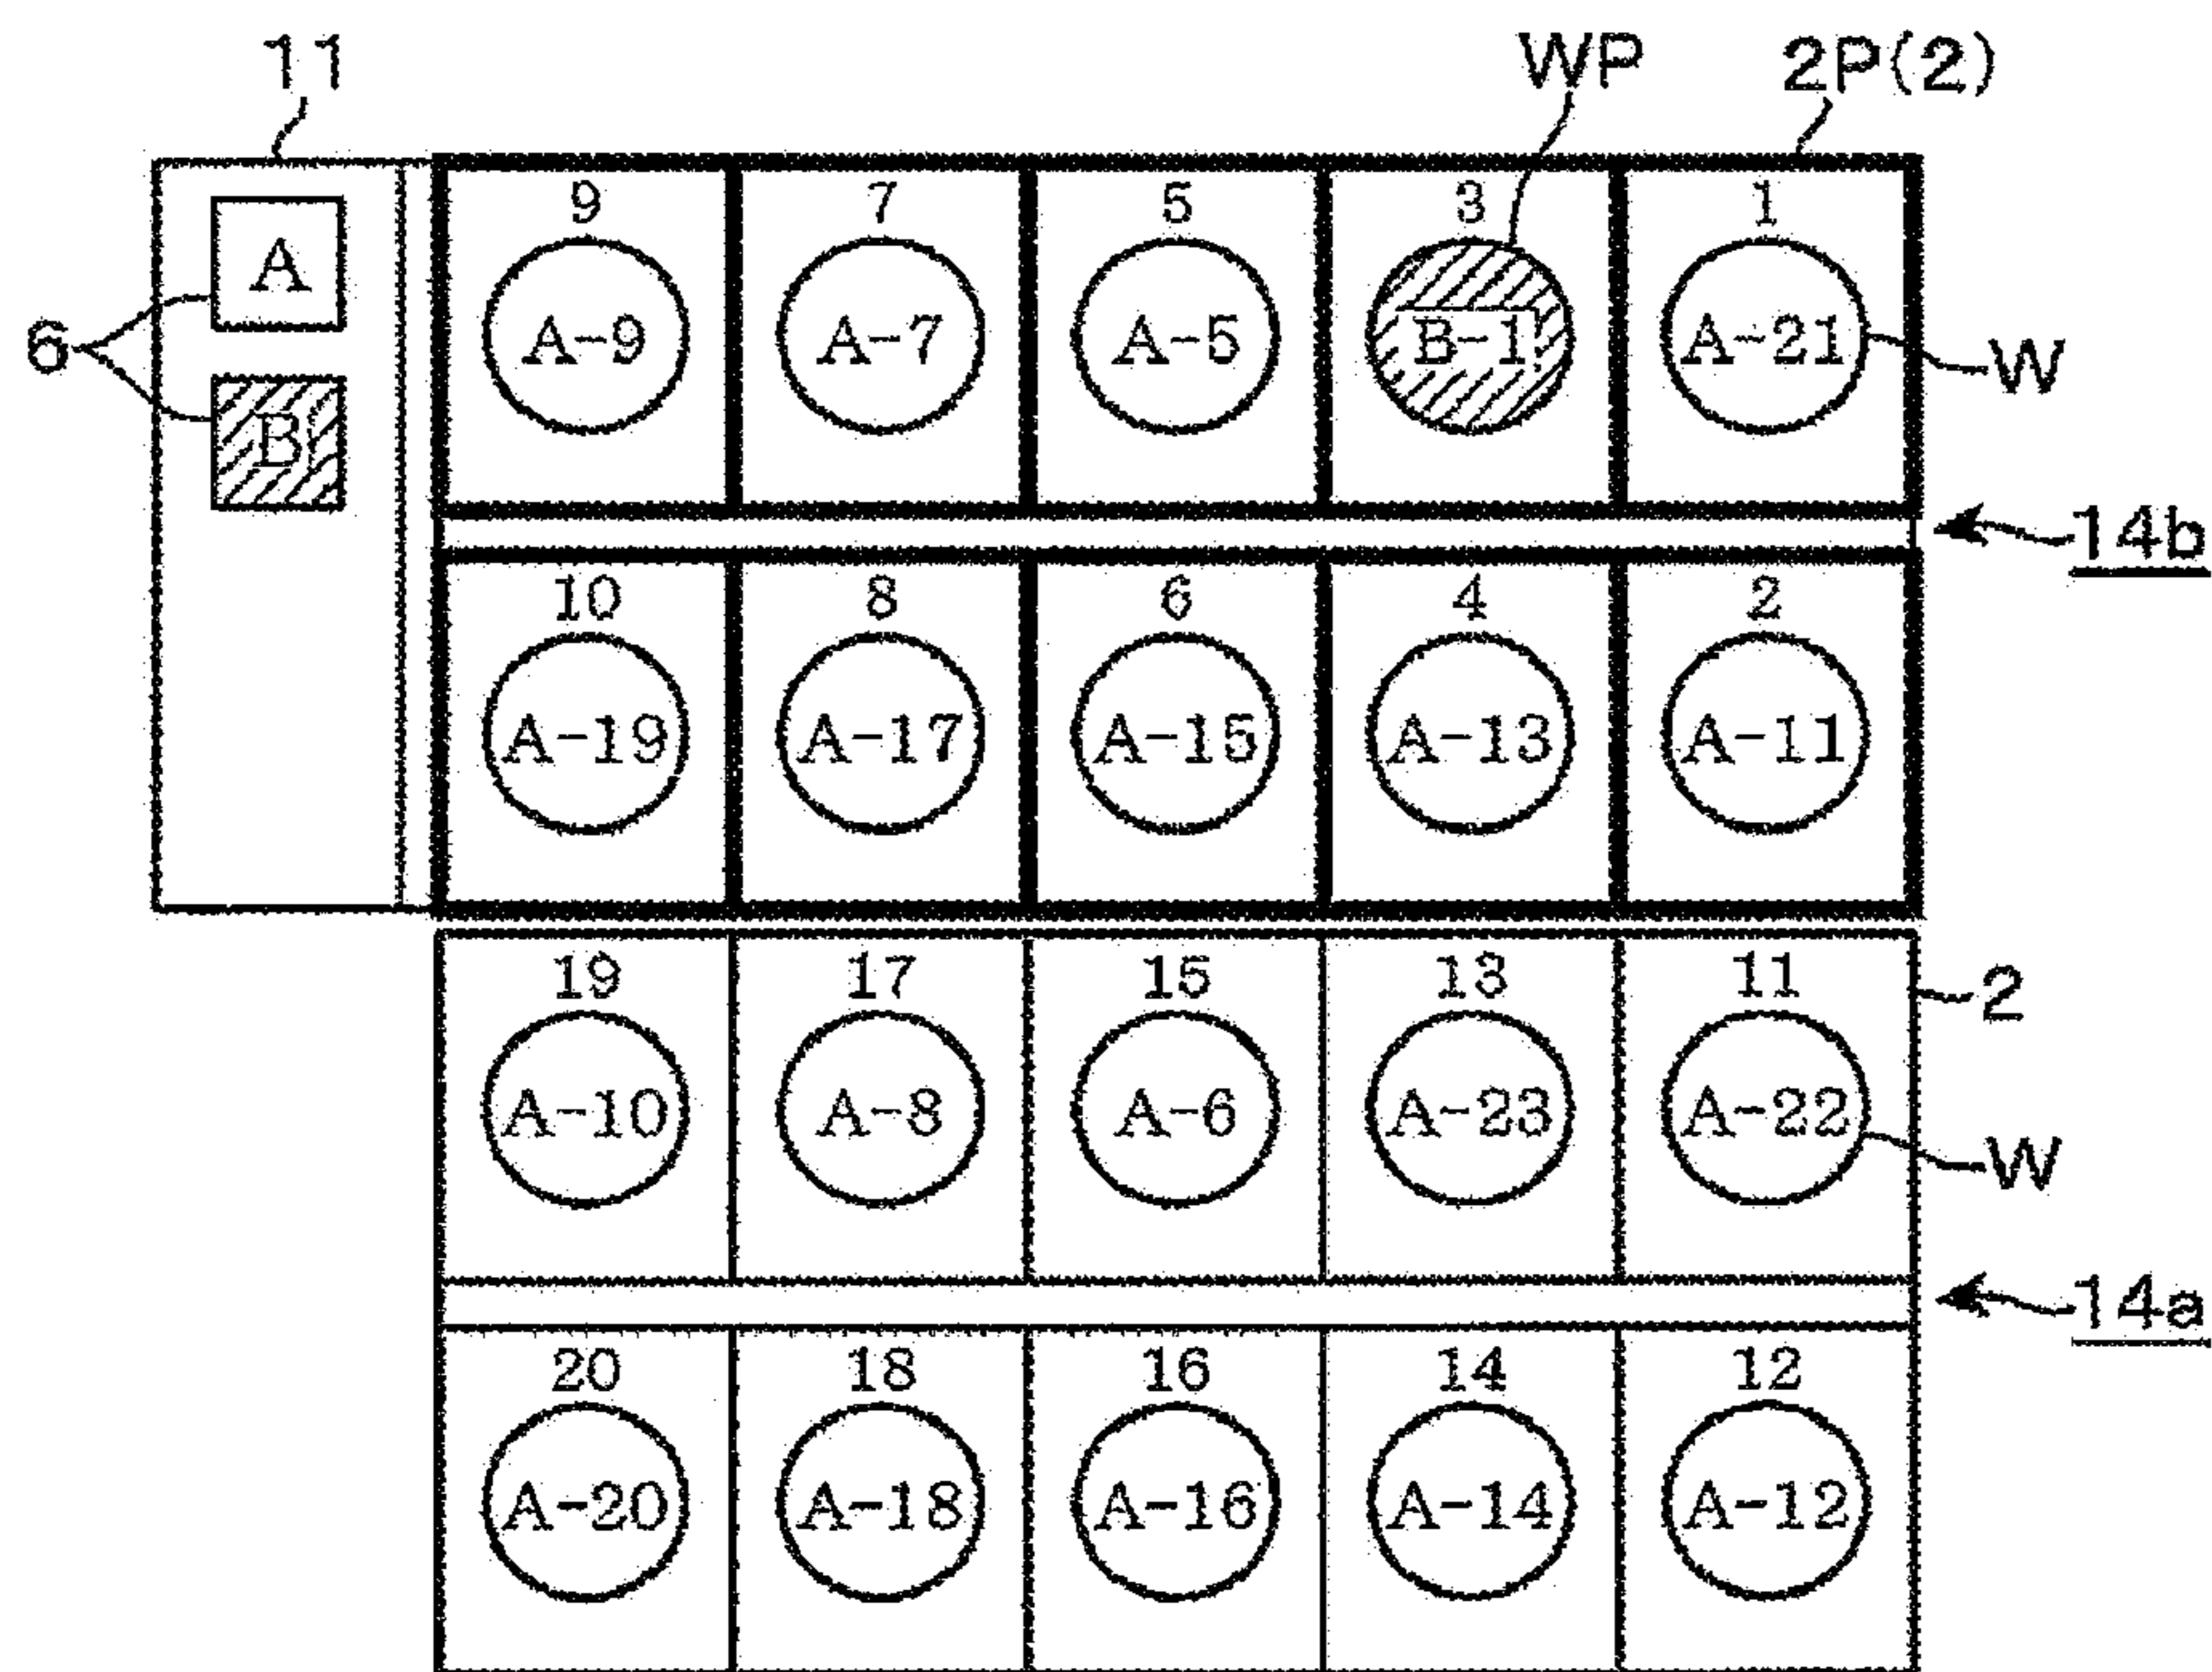 11 WP 2P(2)
A 9 7 5 3 1
6 A-9 A-7 A-5 B-1 A-21 W
B
14b
10 8 6 4 2
A-19 A-17 A-15 A-13 A-11
19 17 15 13 11 2
A-10 A-8 A-6 A-23 A-22
W
14a
20 18 16 14 12
A-20 A-18 A-16 A-14 A-12